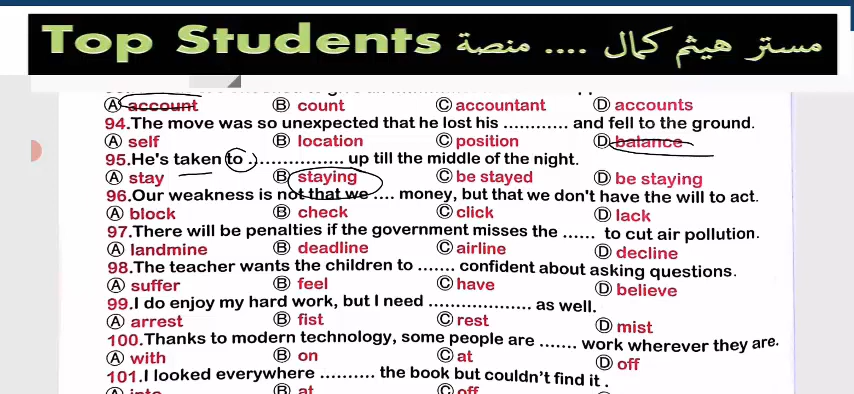 Top Students مستر هيثم كمال .... منصة
Ⓐ account Ⓑ count Ⓒ accountant Ⓓ accounts
94.The move was so unexpected that he lost his ............ and fell to the ground.
Ⓐ self Ⓑ location Ⓒ position Ⓓ balance
95.He's taken to .................. up till the middle of the night.
Ⓐ stay Ⓑ staying Ⓒ be stayed Ⓓ be staying
96.Our weakness is not that we .... money, but that we don't have the will to act.
Ⓐ block Ⓑ check Ⓒ click Ⓓ lack
97.There will be penalties if the government misses the ...... to cut air pollution.
Ⓐ landmine Ⓑ deadline Ⓒ airline Ⓓ decline
98.The teacher wants the children to ....... confident about asking questions.
Ⓐ suffer Ⓑ feel Ⓒ have Ⓓ believe
99.I do enjoy my hard work, but I need ................... as well.
Ⓐ arrest Ⓑ fist Ⓒ rest Ⓓ mist
100.Thanks to modern technology, some people are ....... work wherever they are.
Ⓐ with Ⓑ on Ⓒ at Ⓓ off
101.I looked everywhere .......... the book but couldn't find it .
Ⓐ into Ⓑ at Ⓒ off